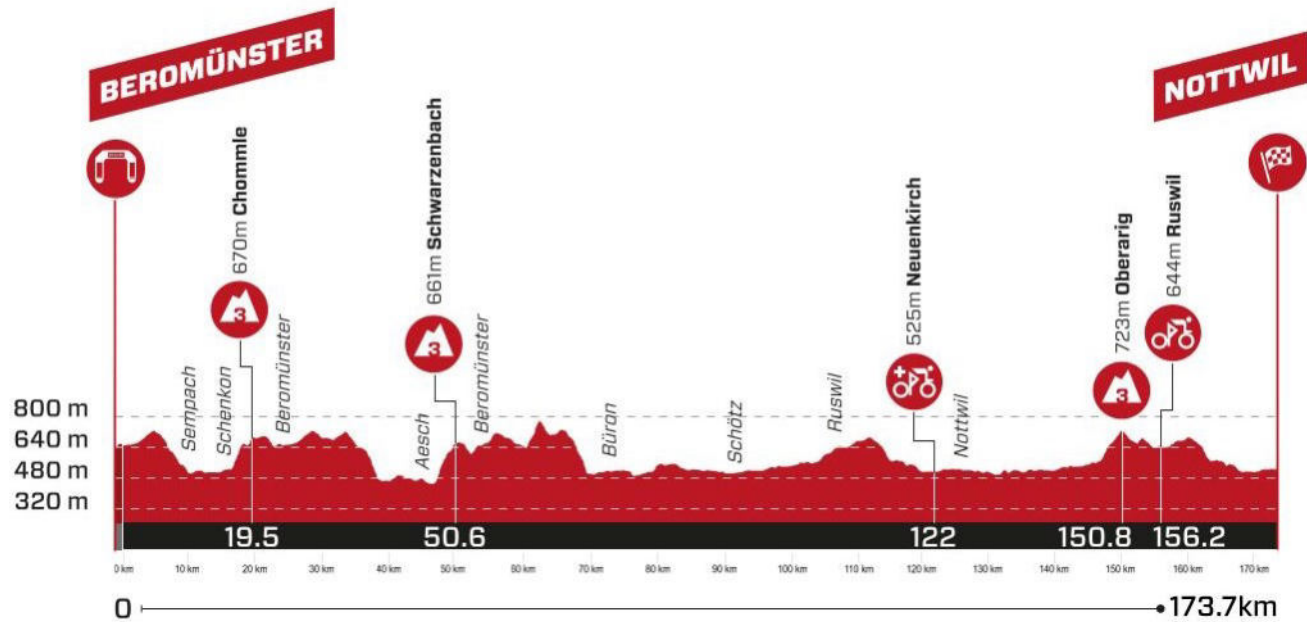 BEROMÜNSTER
NOTTWIL
670m Chommle
3
661m Schwarzenbach
3
525m Neuenkirch
723m Oberarig
3
644m Ruswil
Sempach
Schenkon
Beromünster
Aesch
Beromünster
Büron
Schötz
Ruswil
Nottwil
800 m
640 m
480 m
320 m
19.5
50.6
122
150.8
156.2
0 km
10 km
20 km
30 km
40 km
50 km
60 km
70 km
80 km
90 km
100 km
110 km
120 km
130 km
140 km
150 km
160 km
170 km
0
173.7km